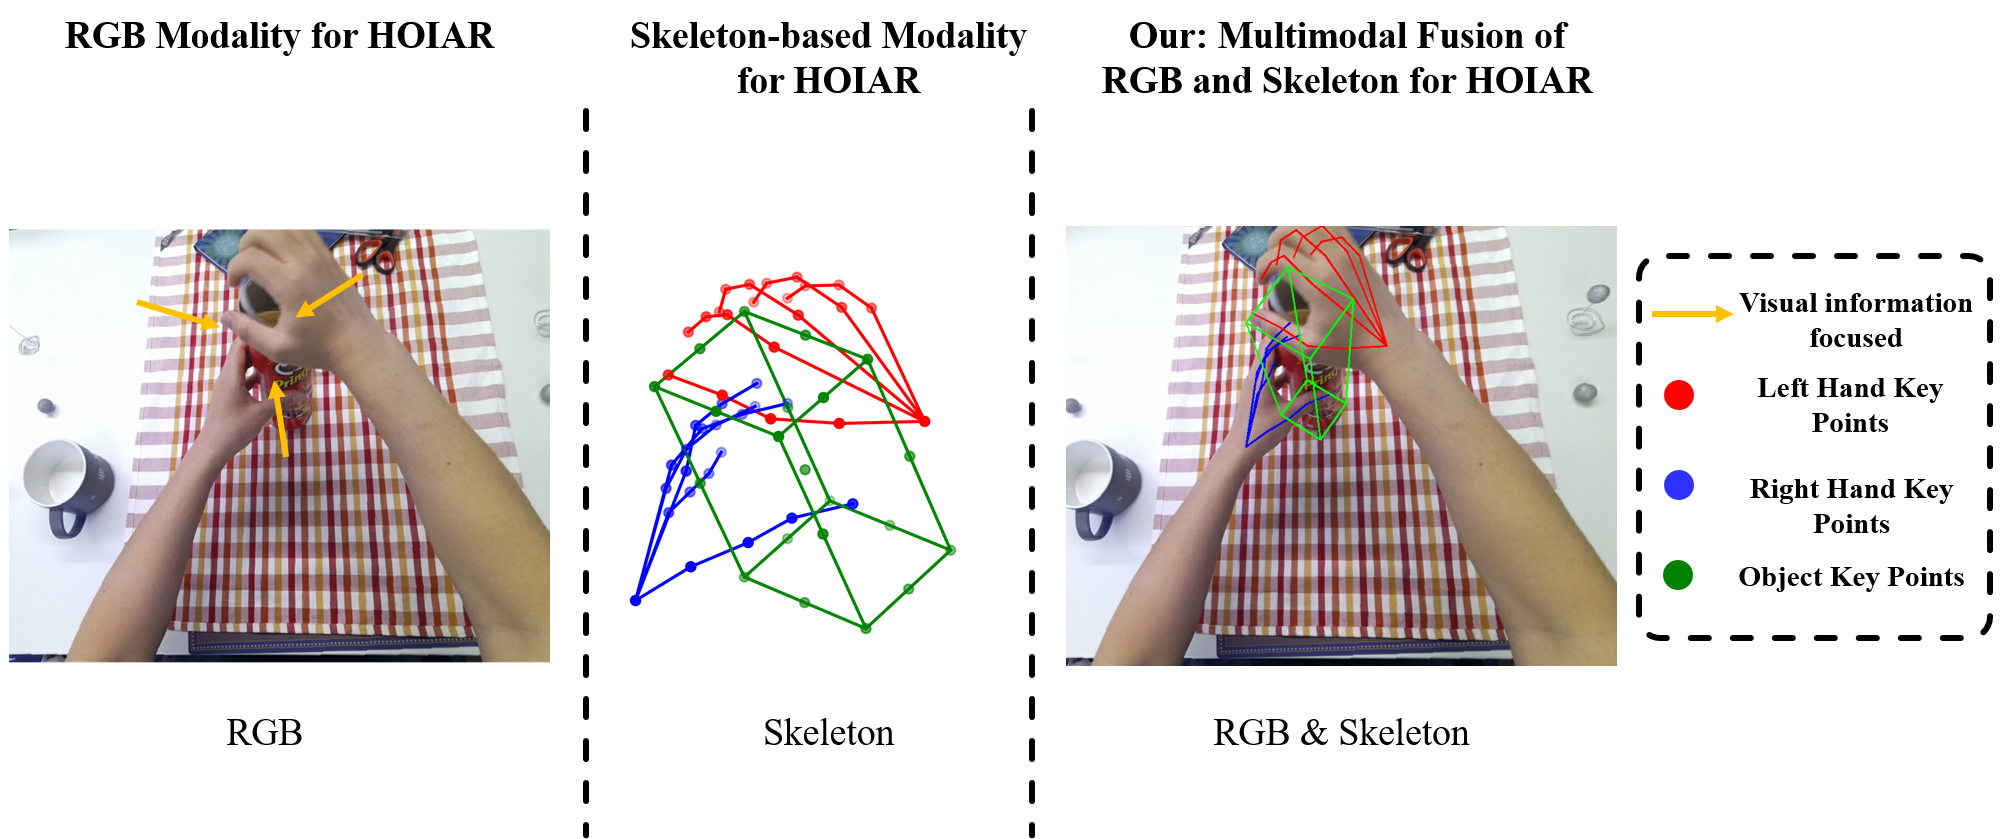 RGB Modality for HOIAR
Skeleton-based Modality
for HOIAR
Our: Multimodal Fusion of
RGB and Skeleton for HOIAR
Pring
Visual information
focused
Left Hand Key
Points
Right Hand Key
Points
Object Key Points
RGB
Skeleton
RGB & Skeleton